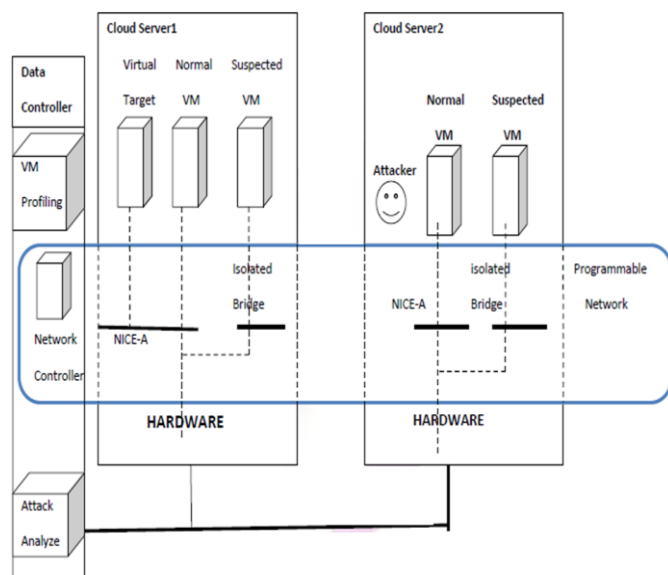 Cloud Server1
Cloud Server2
Data
Controller
Virtual Normal Suspected
Target VM VM
Normal Suspected
VM VM
Attacker
VM
Profiling
Isolated
Bridge
isolated
Bridge
Programmable
Network
NICE-A
NICE-A
Network
Controller
HARDWARE
HARDWARE
Attack
Analyze